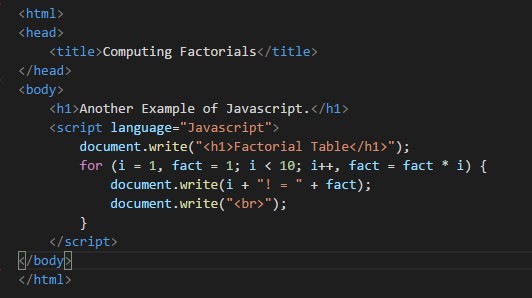 <html>
<head>
    <title>Computing Factorials</title>
</head>
<body>
    <h1>Another Example of Javascript.</h1>
    <script language="Javascript">
        document.write("<h1>Factorial Table</h1>");
        for (i = 1, fact = 1; i < 10; i++, fact = fact * i) {
            document.write(i + "! = " + fact);
            document.write("<br>");
        }
    </script>
</body>
</html>